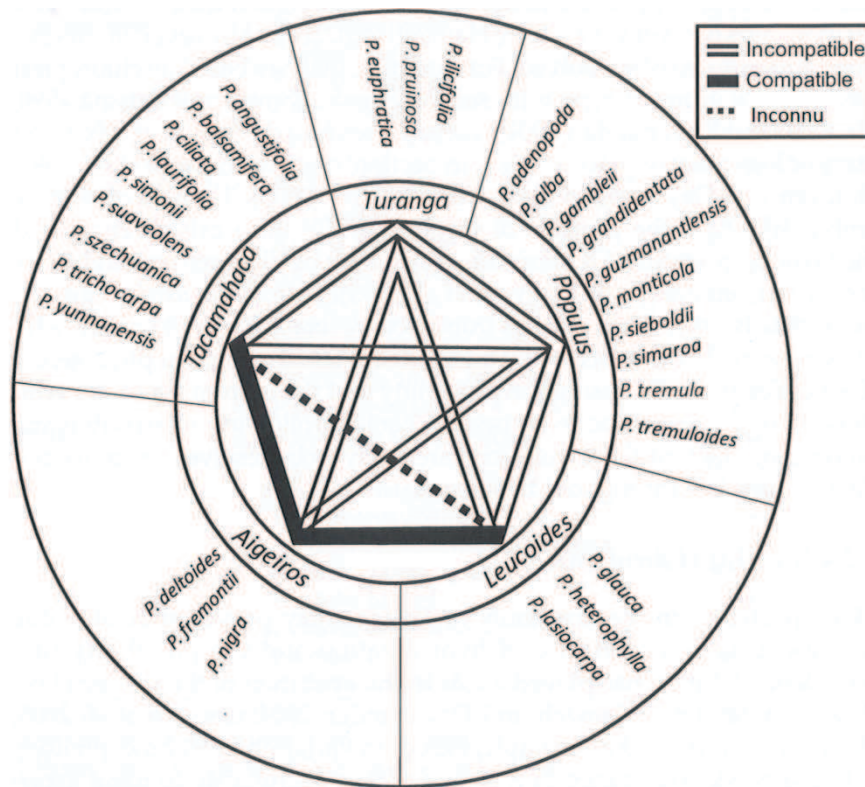 Incompatible
Compatible
Inconnu
Turanga
P. euphratica
P. pruinosa
P. ilicifolia
Populus
P. adenopoda
P. alba
P. gambleii
P. grandidentata
P. guzmanantlensis
P. monticola
P. sieboldii
P. simaroa
P. tremula
P. tremuloides
Leucoides
P. glauca
P. heterophylla
P. lasiocarpa
Aigeiros
P. deltoides
P. fremontii
P. nigra
Tacamahaca
P. angustifolia
P. balsamifera
P. ciliata
P. laurifolia
P. simonii
P. suaveolens
P. szechuanica
P. trichocarpa
P. yunnanensis